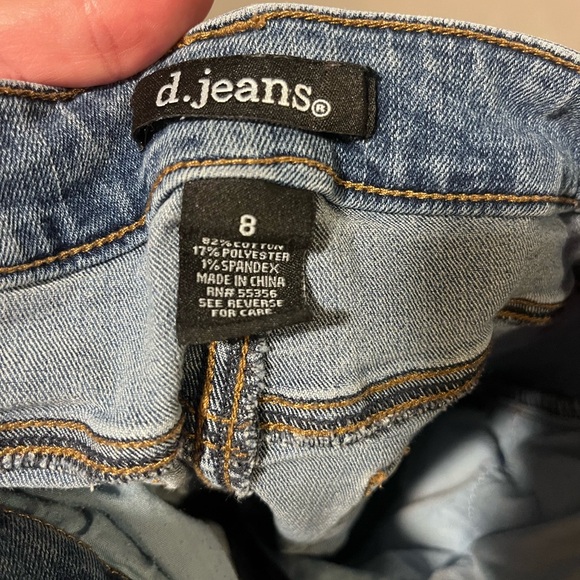 d.jeans®
8
82% COTTON
17% POLYESTER
1% SPANDEX
MADE IN CHINA
RN# 55356
SEE REVERSE
FOR CARE